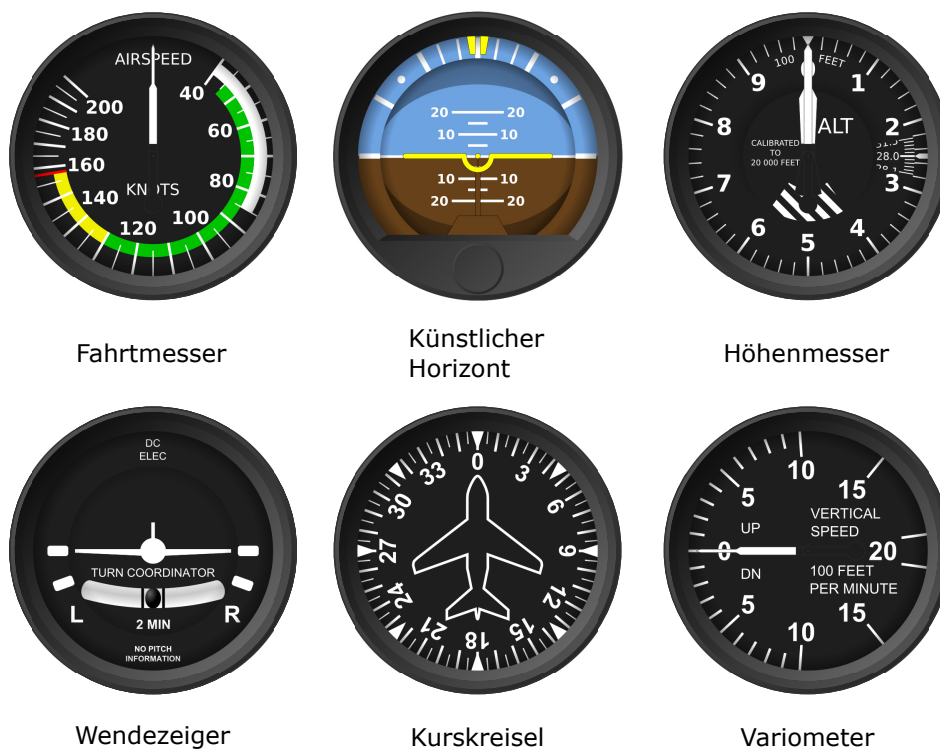 AIRSPEED
40
60
80
100
120
140
160
180
200
KNOTS
20 20
10 10
10 10
20 20
100 FEET
0
1
2
3
4
5
6
7
8
9
ALT
CALIBRATED
TO
20 000 FEET
28.0
Fahrtmesser
Künstlicher
Horizont
Höhenmesser
DC
ELEC
TURN COORDINATOR
L R
2 MIN
NO PITCH
INFORMATION
0
3
6
9
12
15
18
21
24
27
30
33
10
5
15
UP
VERTICAL
SPEED
0
20
DN
100 FEET
PER MINUTE
5
15
10
Wendezeiger
Kurskreisel
Variometer